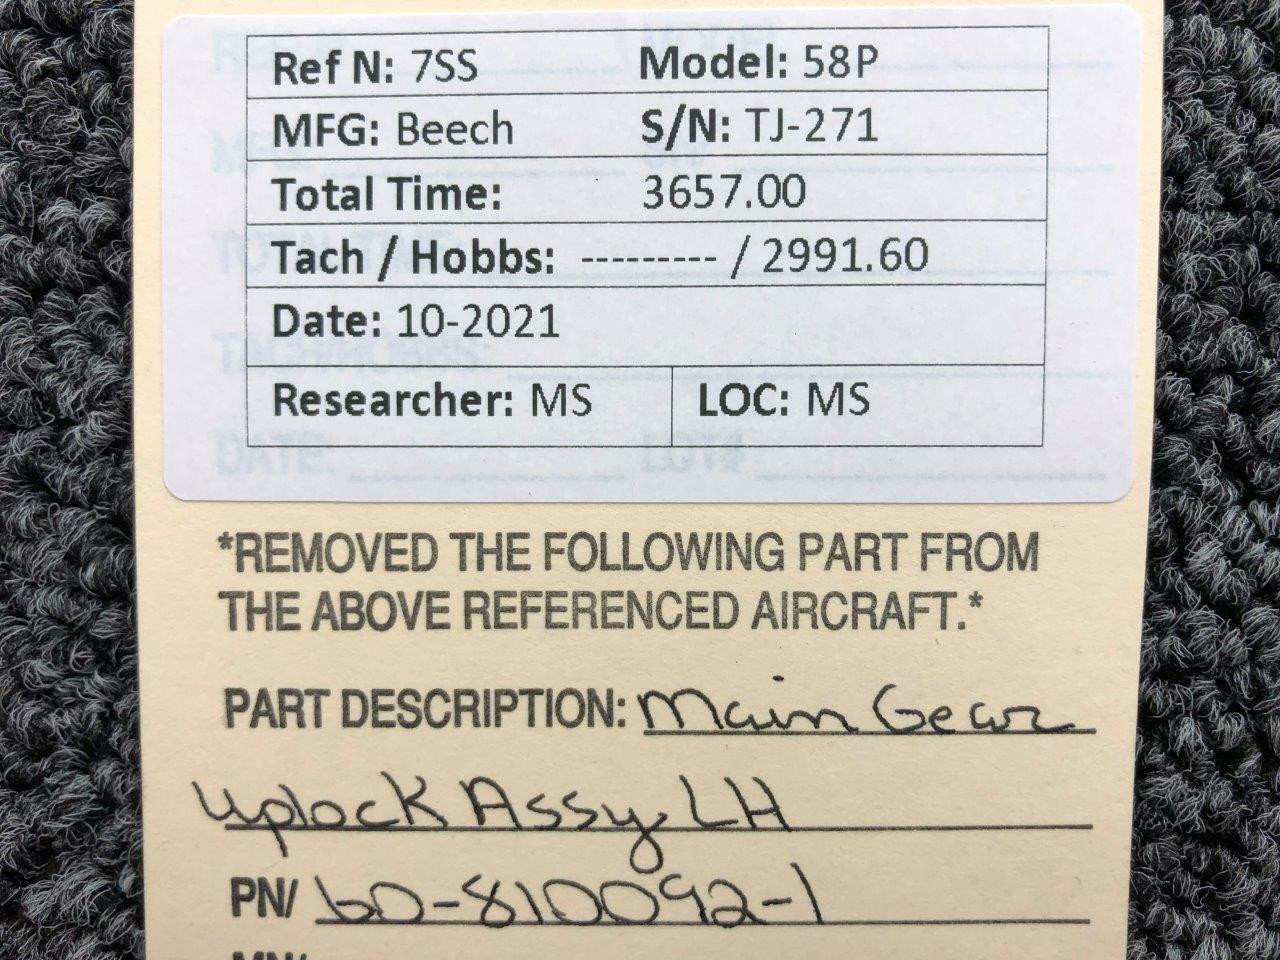 Ref N: 7SS Model: 58P
MFG: Beech S/N: TJ-271
Total Time: 3657.00
Tach / Hobbs: --------- / 2991.60
Date: 10-2021
Researcher: MS LOC: MS
*REMOVED THE FOLLOWING PART FROM
THE ABOVE REFERENCED AIRCRAFT.*
PART DESCRIPTION: Main Gear
Uplock Assy LH
PN/ 60-810092-1